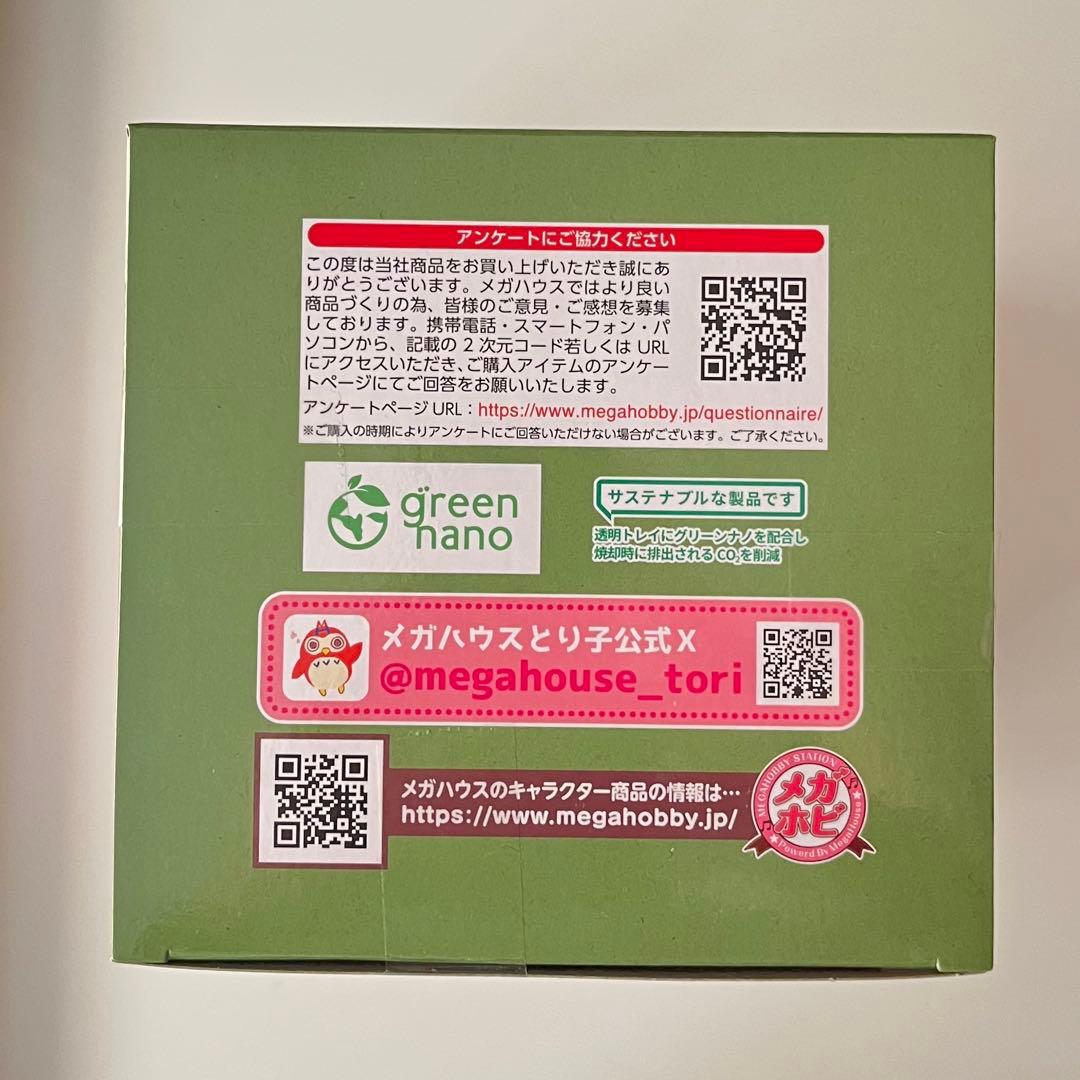 アンケートにご協力ください
この度は当社商品をお買い上げいただき誠にあ
りがとうございます。メガハウスではより良い
商品づくりの為、皆様のご意見・ご感想を募集
しております。携帯電話・スマートフォン・パ
ソコンから、記載の2次元コード若しくはURL
にアクセスいただき、ご購入アイテムのアンケー
トページにてご回答をお願いいたします。
アンケートページURL：https://www.megahobby.jp/questionnaire/
※ご購入の時期によりアンケートにご回答いただけない場合がございます。ご了承ください。
green
nano
サステナブルな製品です
透明トレイにグリーンナノを配合し
焼却時に排出されるCO₂を削減
メガハウスとり子公式X
@megahouse_tori
メガハウスのキャラクター商品の情報は…
https://www.megahobby.jp/
MEGAHOBBY STATION
メガ
ホビ
Powerd By MegaHouse